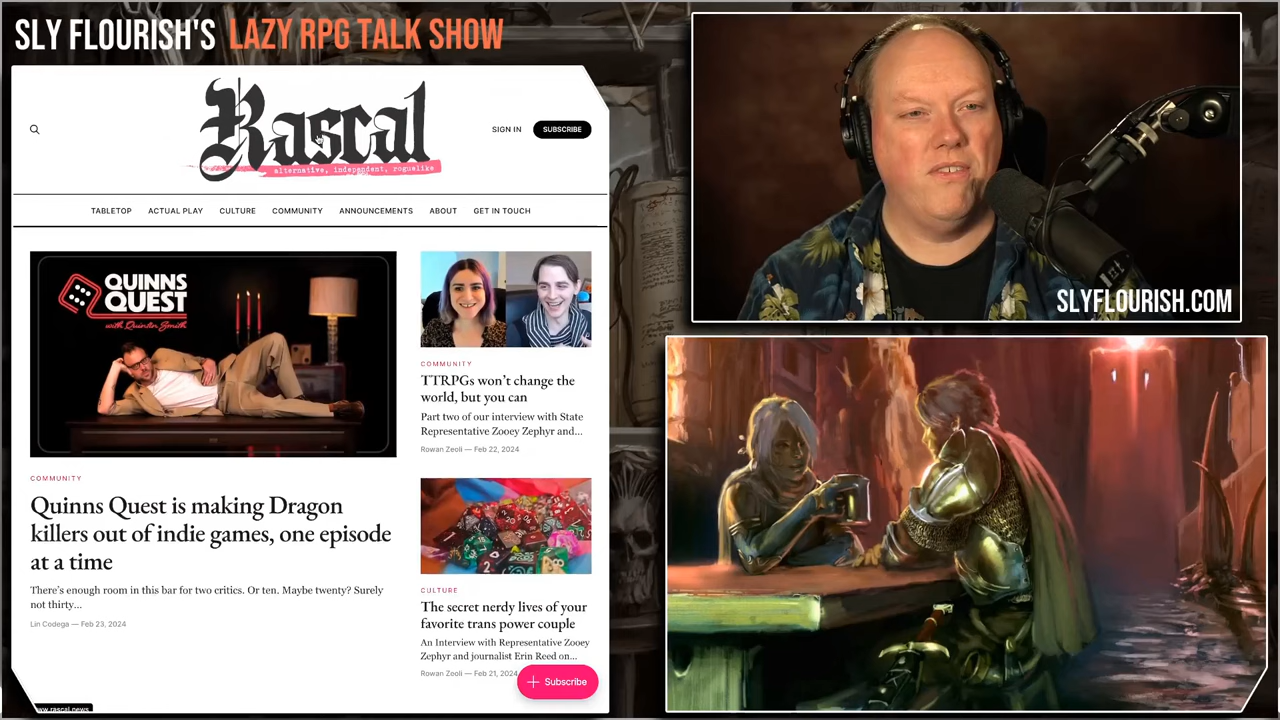 SLY FLOURISH'S LAZY RPG TALK SHOW
Rascal
alternative, independent, roguelike
SIGN IN
SUBSCRIBE
TABLETOP ACTUAL PLAY CULTURE COMMUNITY ANNOUNCEMENTS ABOUT GET IN TOUCH
QUINNS
QUEST
with Quintin Smith
COMMUNITY
Quinns Quest is making Dragon
killers out of indie games, one episode
at a time
There's enough room in this bar for two critics. Or ten. Maybe twenty? Surely
not thirty...
Lin Codega — Feb 23, 2024
COMMUNITY
TTRPGs won't change the
world, but you can
Part two of our interview with State
Representative Zooey Zephyr and...
Rowan Zeoli — Feb 22, 2024
CULTURE
The secret nerdy lives of your
favorite trans power couple
An Interview with Representative Zooey
Zephyr and journalist Erin Reed on...
Rowan Zeoli — Feb 21, 2024
Subscribe
SLYFLOURISH.COM